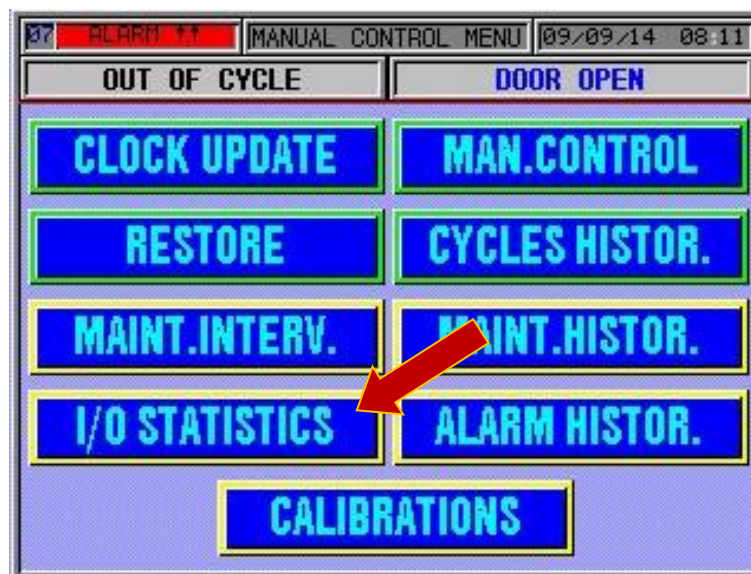 07 ALARM !! MANUAL CONTROL MENU 09/09/14 08:11
OUT OF CYCLE DOOR OPEN
CLOCK UPDATE MAN.CONTROL
RESTORE CYCLES HISTOR.
MAINT.INTERV. MAINT.HISTOR.
I/O STATISTICS ALARM HISTOR.
CALIBRATIONS